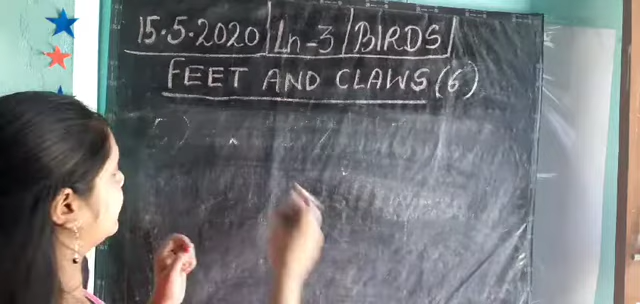 15.5.2020 | Ln-3 | BIRDS |
FEET AND CLAWS (6)